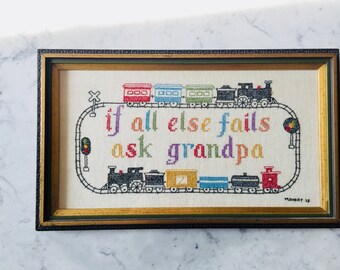 if all else fails
ask grandpa